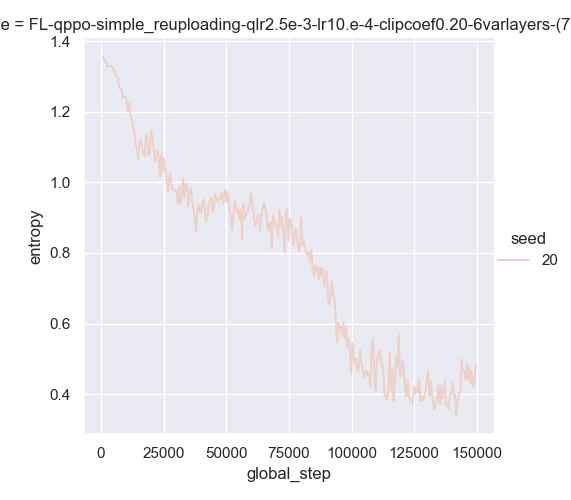 e = FL-qppo-simple_reuploading-qlr2.5e-3-lr10.e-4-clipcoef0.20-6varlayers-(7
1.4
1.2
1.0
0.8
0.6
0.4
entropy
0 25000 50000 75000 100000 125000 150000
global_step
seed
20